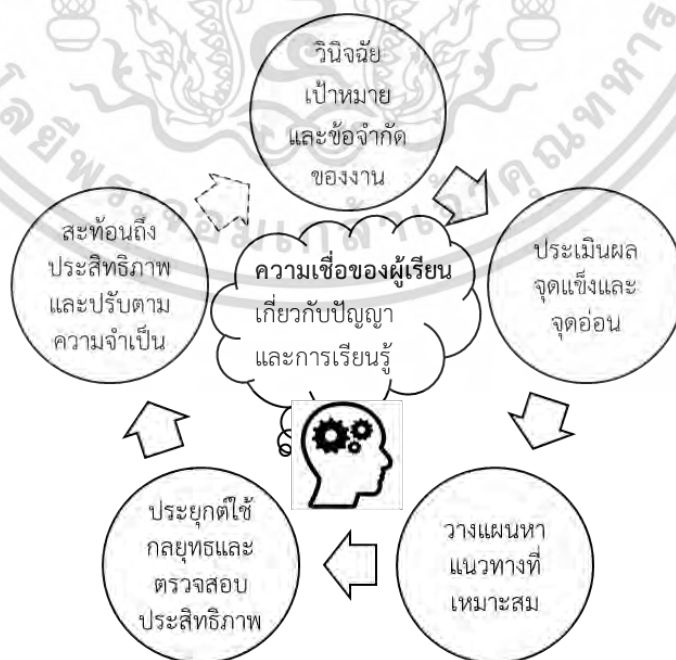 วินิจฉัย
เป้าหมาย
และข้อจำกัด
ของงาน
ประเมินผล
จุดแข็งและ
จุดอ่อน
วางแผนหา
แนวทางที่
เหมาะสม
ประยุกต์ใช้
กลยุทธและ
ตรวจสอบ
ประสิทธิภาพ
สะท้อนถึง
ประสิทธิภาพ
และปรับตาม
ความจำเป็น
ความเชื่อของผู้เรียน
เกี่ยวกับปัญญา
และการเรียนรู้